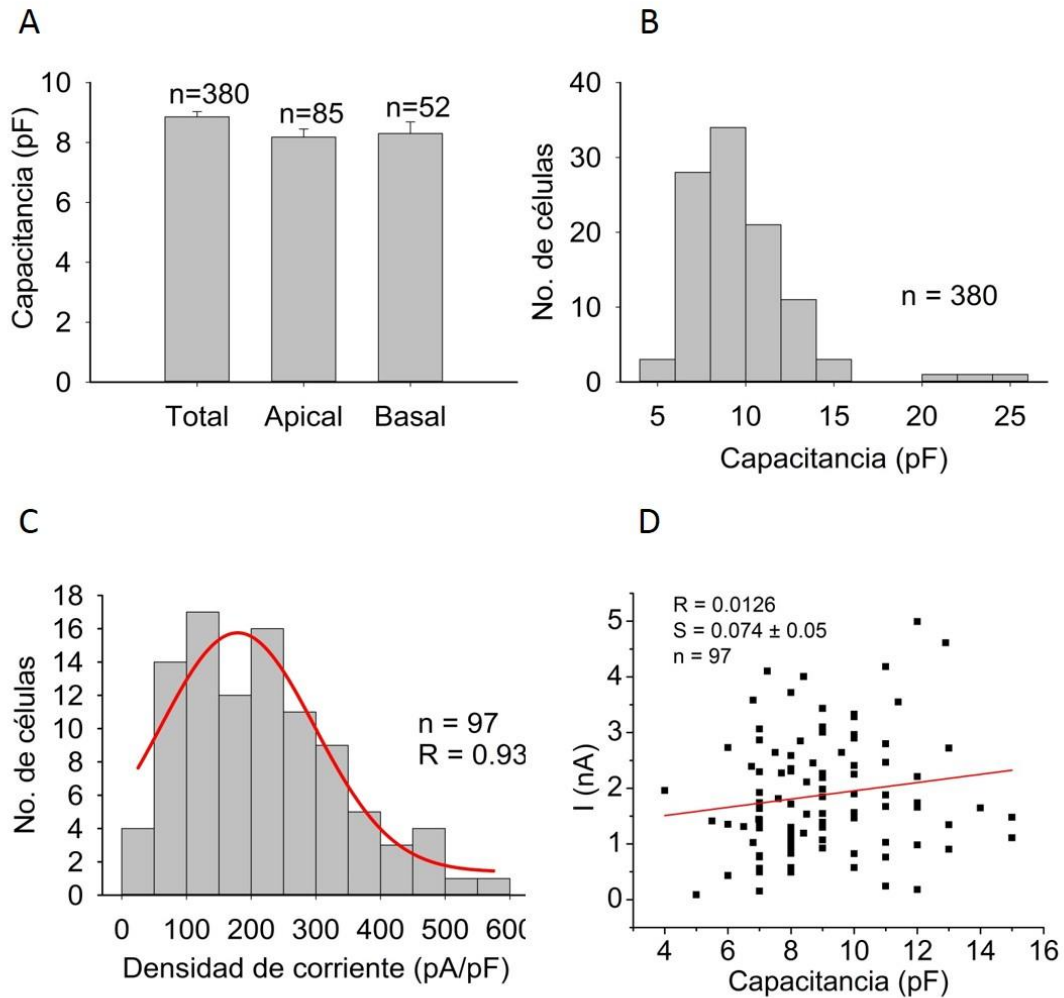 A
Capacitancia (pF)
10
8
6
4
2
0
n=380
n=85
n=52
Total Apical Basal
B
No. de células
40
30
20
10
0
n = 380
5 10 15 20 25
Capacitancia (pF)
C
No. de células
18
16
14
12
10
8
6
4
2
0
n = 97
R = 0.93
0 100 200 300 400 500 600
Densidad de corriente (pA/pF)
D
I (nA)
5
4
3
2
1
0
R = 0.0126
S = 0.074 ± 0.05
n = 97
4 6 8 10 12 14 16
Capacitancia (pF)